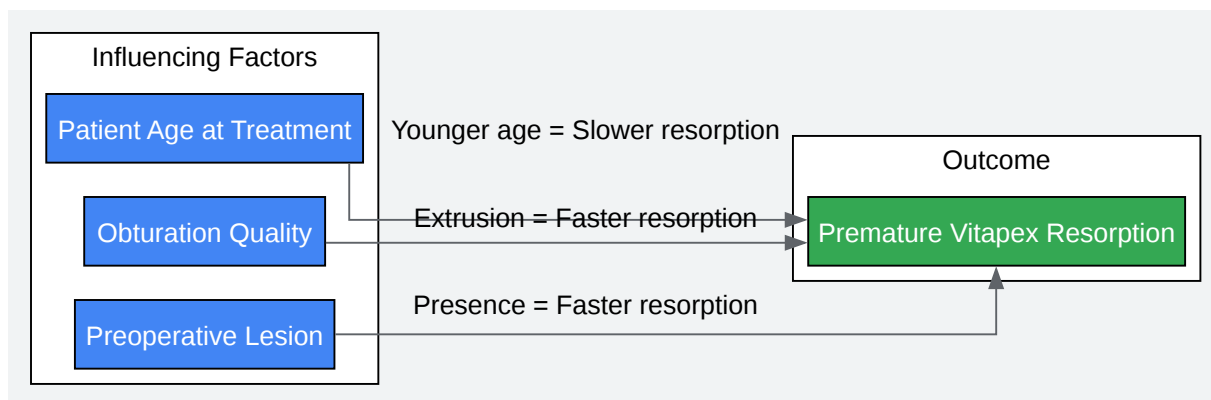 Influencing Factors
Patient Age at Treatment
Younger age = Slower resorption
Outcome
Obturation Quality
Extrusion = Faster resorption
Premature Vitapex Resorption
Preoperative Lesion
Presence = Faster resorption